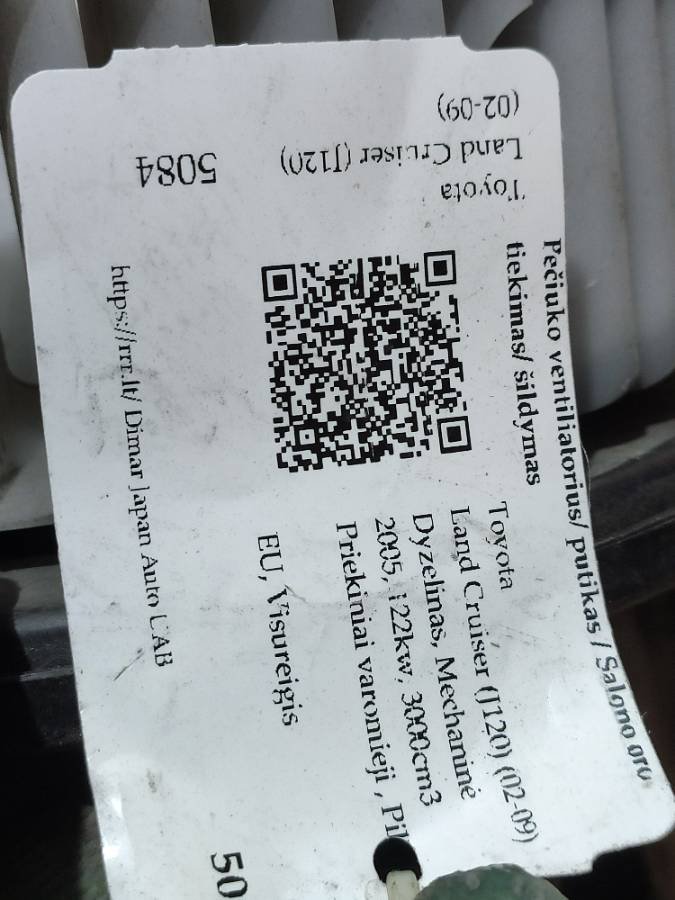 Pečiuko ventiliatorius/ putikas / Salono oro
tiekimas/ šildymas
Toyota
Land Cruiser (J120) (02-09)
Dyzelinas, Mechaninė
2005, 122kw, 3000cm3
Priekiniai varomieji , Pil
EU, Visureigis
https://rrr.lt/ Dimar Japan Auto UAB
50
Toyota
Land Cruiser (J120)
(02-09)
5084